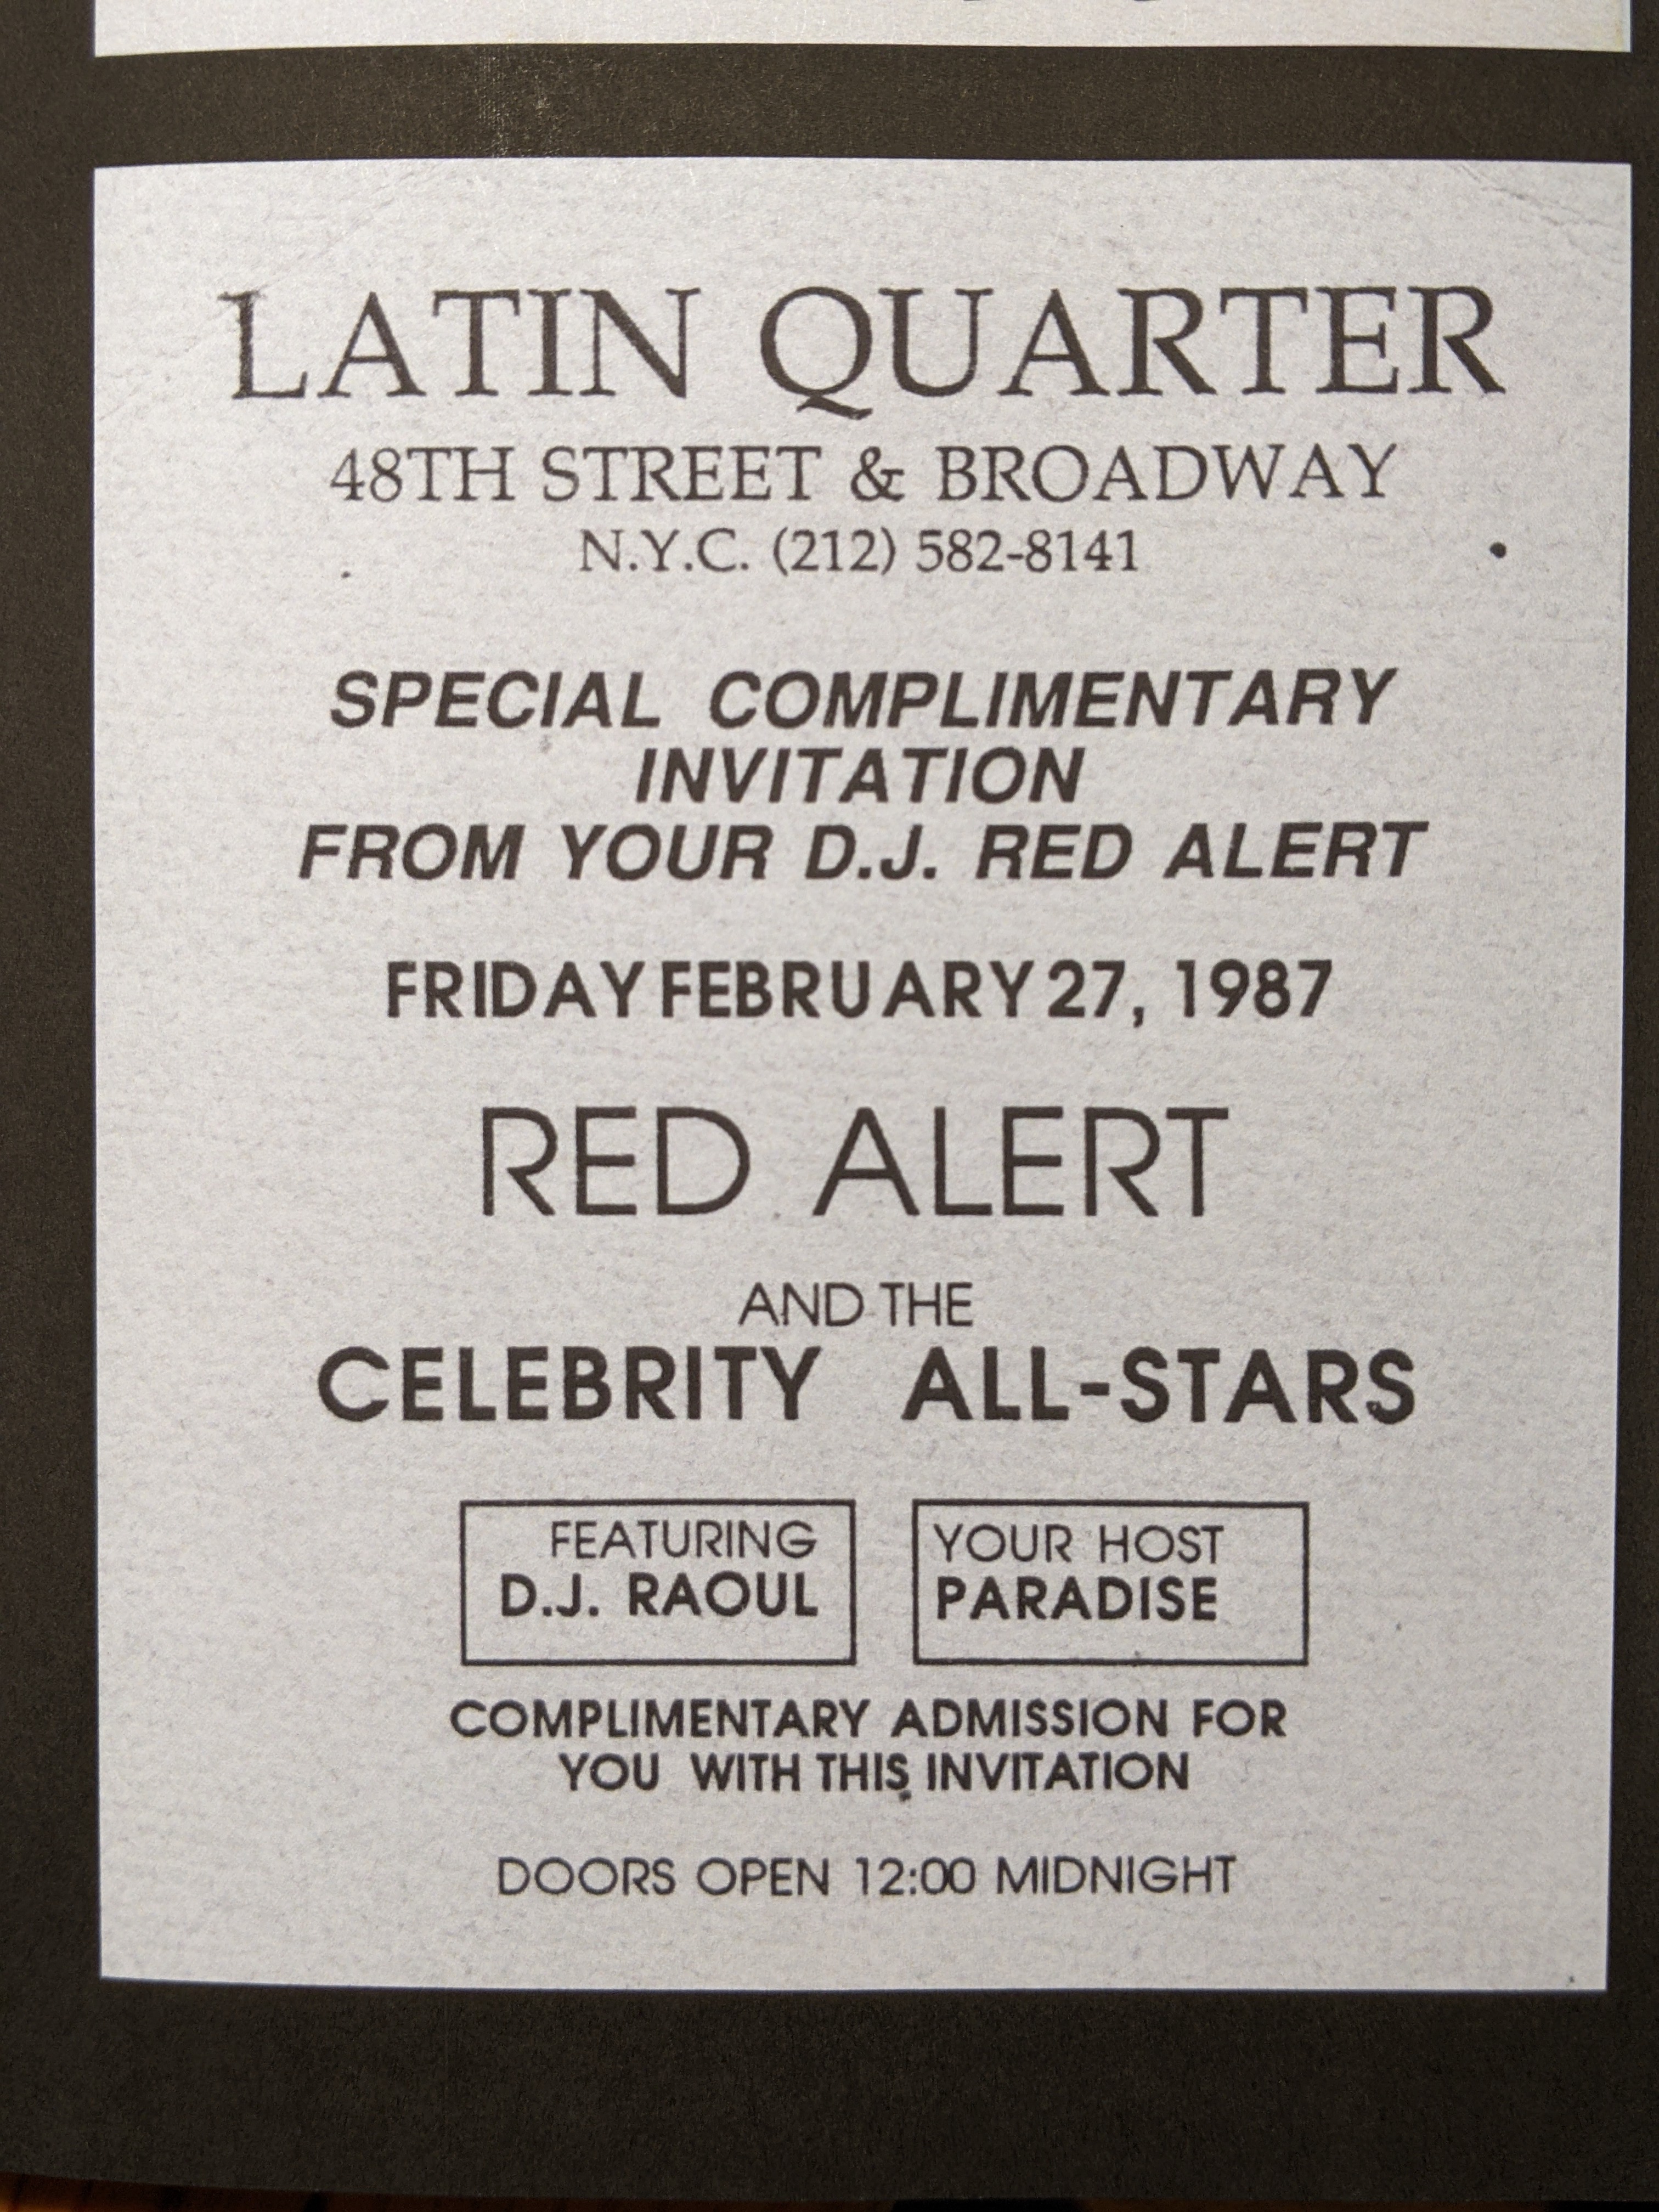 LATIN QUARTER
48TH STREET & BROADWAY
N.Y.C. (212) 582-8141
SPECIAL COMPLIMENTARY
INVITATION
FROM YOUR D.J. RED ALERT
FRIDAY FEBRUARY 27, 1987
RED ALERT
AND THE
CELEBRITY ALL-STARS
FEATURING
D.J. RAOUL
YOUR HOST
PARADISE
COMPLIMENTARY ADMISSION FOR
YOU WITH THIS INVITATION
DOORS OPEN 12:00 MIDNIGHT